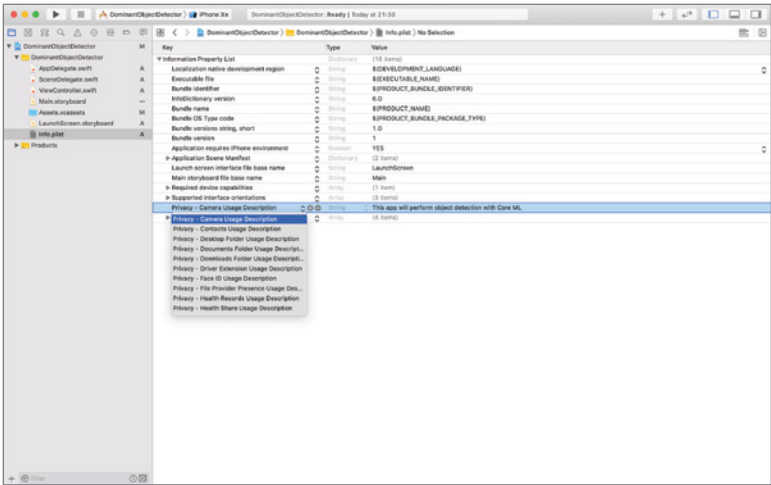 DominantObjectDetector 〉 iPhone Xs
DominantObjectDetector: Ready | Today at 21:30
DominantObjectDetector 〉 DominantObjectDetector 〉 Info.plist 〉 No Selection
DominantObjectDetector M
DominantObjectDetector
AppDelegate.swift A
SceneDelegate.swift A
ViewController.swift A
Main.storyboard
Assets.xcassets M
LaunchScreen.storyboard A
Info.plist A
Products
Key Type Value
Information Property List Dictionary (16 items)
Localization native development region String $(DEVELOPMENT_LANGUAGE)
Executable file String $(EXECUTABLE_NAME)
Bundle identifier String $(PRODUCT_BUNDLE_IDENTIFIER)
InfoDictionary version String 6.0
Bundle name String $(PRODUCT_NAME)
Bundle OS Type code String $(PRODUCT_BUNDLE_PACKAGE_TYPE)
Bundle versions string, short String 1.0
Bundle version String 1
Application requires iPhone environment Boolean YES
Application Scene Manifest Dictionary (2 items)
Launch screen interface file base name String LaunchScreen
Main storyboard file base name String Main
Required device capabilities Array (1 item)
Supported interface orientations Array (3 items)
Privacy - Camera Usage Description String This app will perform object detection with Core ML
Array (4 items)
Privacy - Camera Usage Description
Privacy - Contacts Usage Description
Privacy - Desktop Folder Usage Description
Privacy - Documents Folder Usage Descript...
Privacy - Downloads Folder Usage Descripti...
Privacy - Driver Extension Usage Description
Privacy - Face ID Usage Description
Privacy - File Provider Presence Usage Des...
Privacy - Health Records Usage Description
Privacy - Health Share Usage Description
Filter